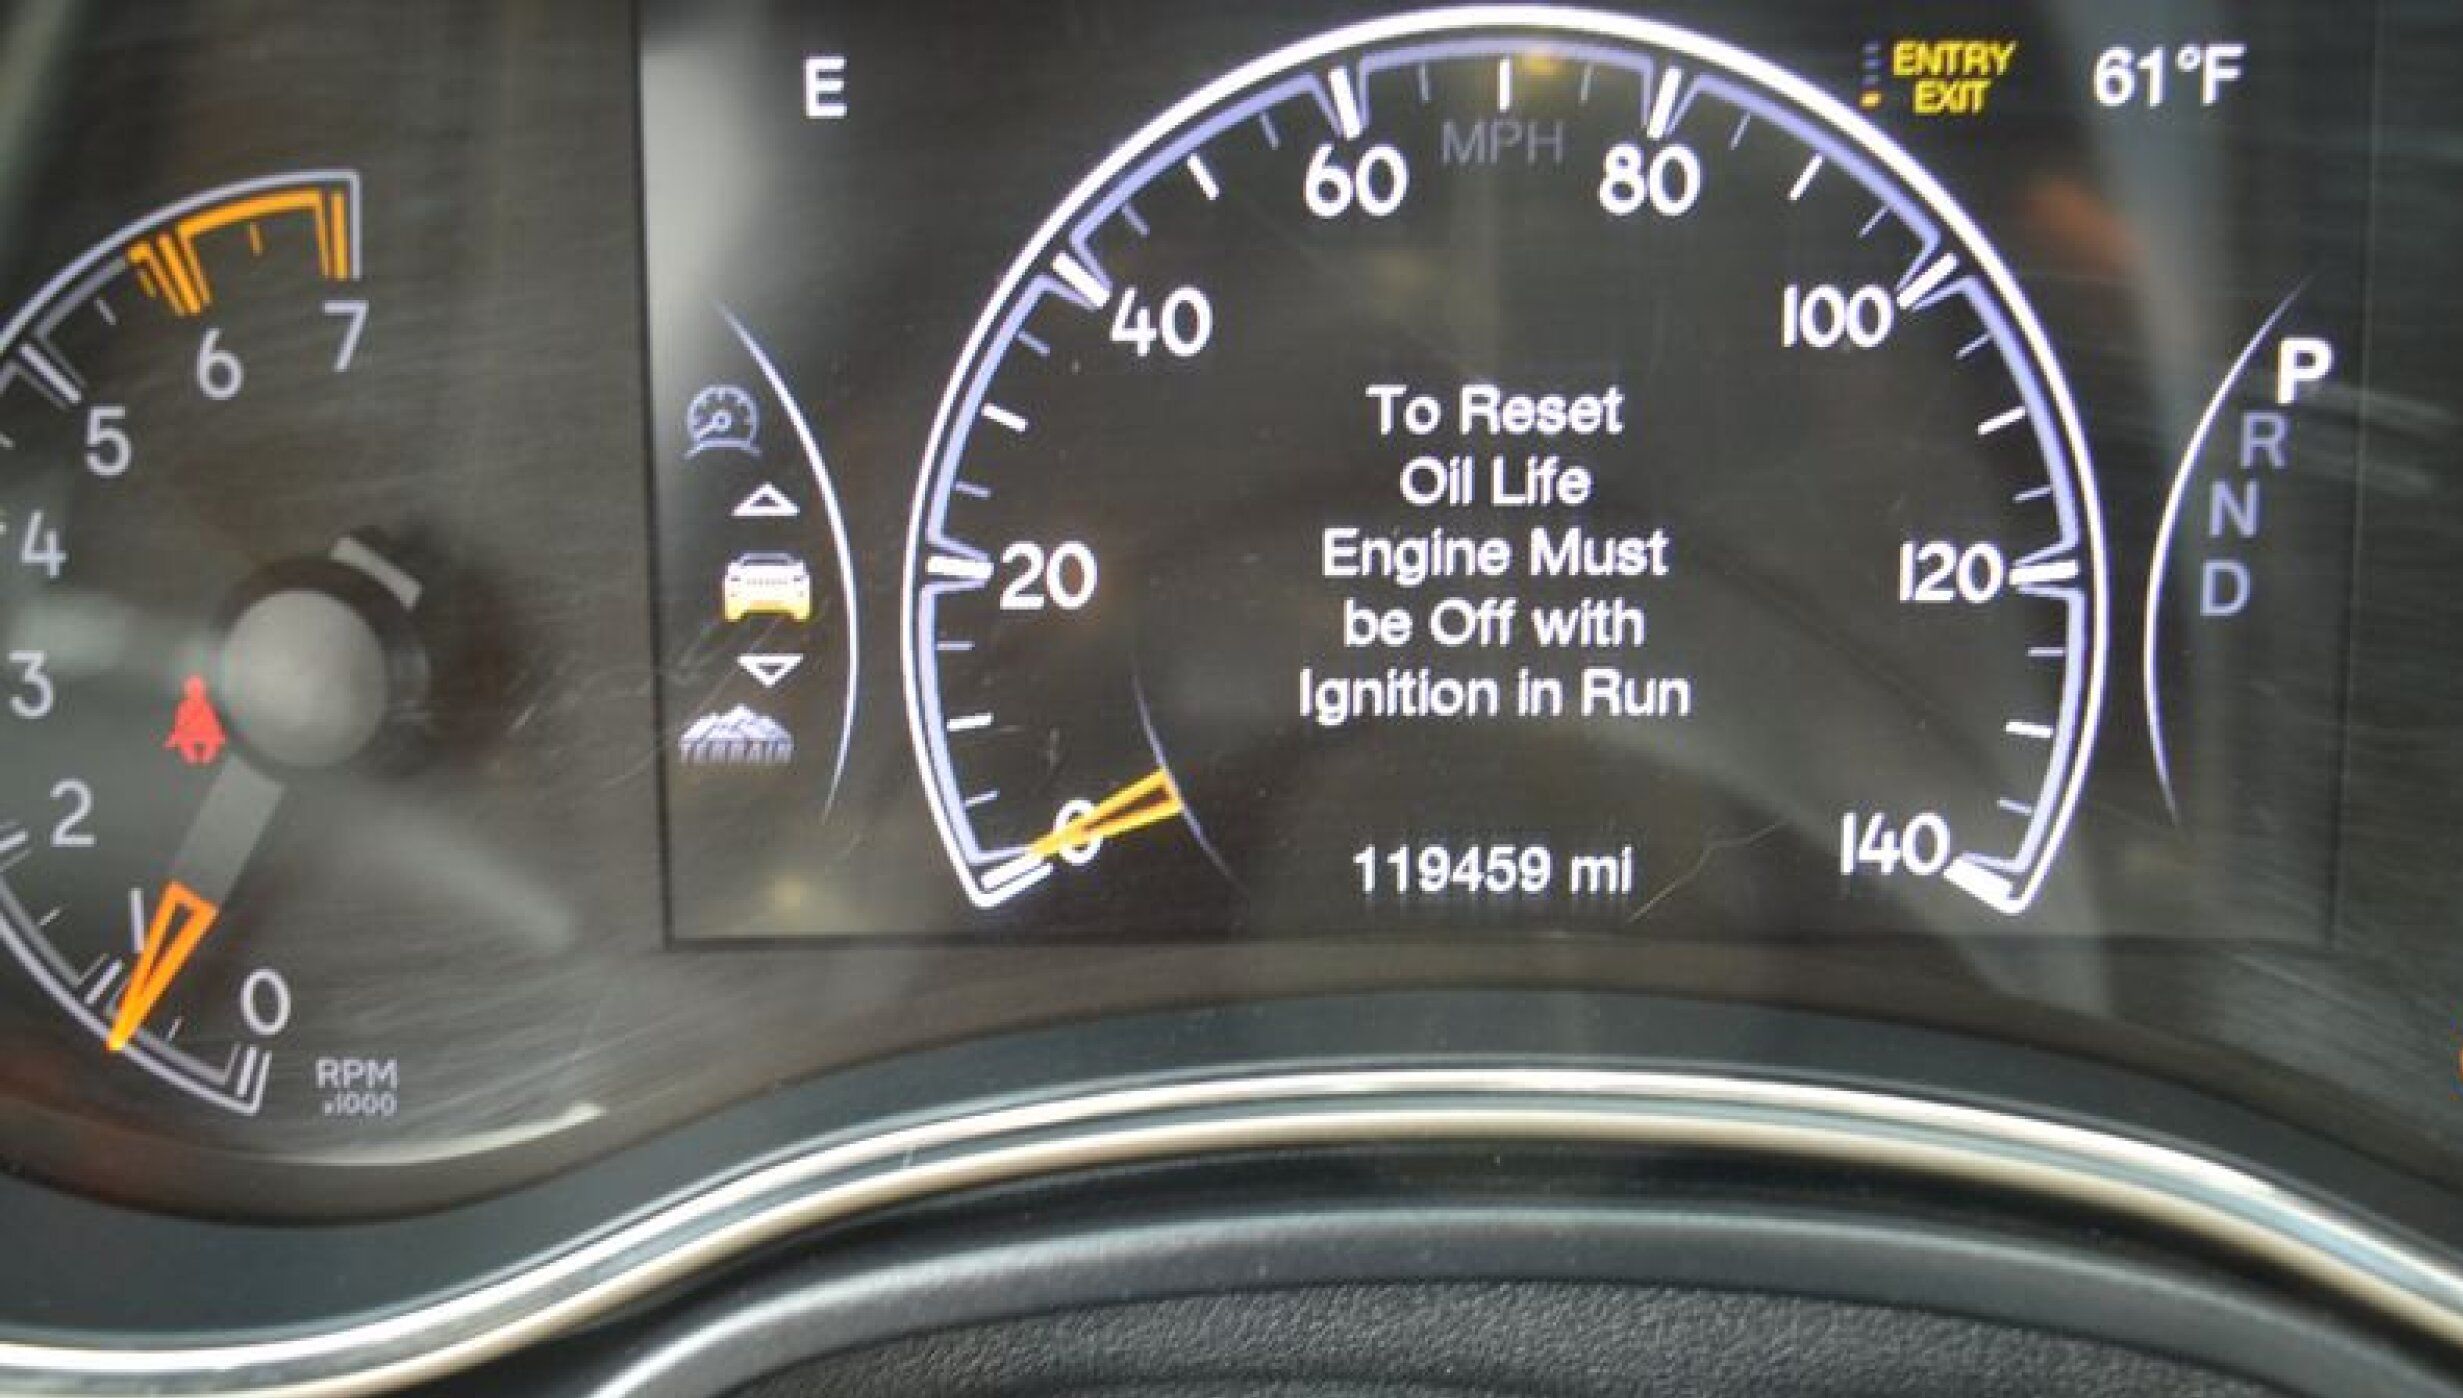 E
ENTRY
EXIT
61°F
MPH
0
20
40
60
80
100
120
140
To Reset
Oil Life
Engine Must
be Off with
Ignition in Run
119459 mi
TERRAIN
P
R
N
D
7
6
5
4
3
2
1
0
RPM
x1000